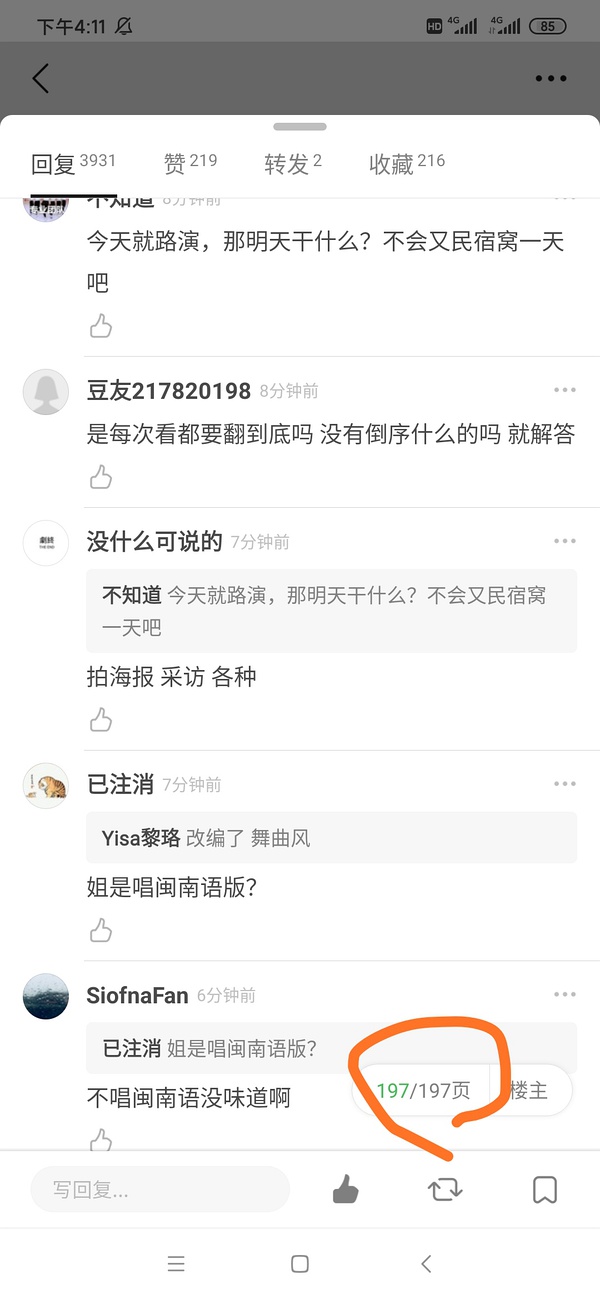 下午4:11 HD 4G 4G 85
回复 3931 赞 219 转发 2 收藏 216
不知道 8分钟前
今天就路演，那明天干什么？不会又民宿窝一天
吧
豆友217820198 8分钟前
是每次看都要翻到底吗 没有倒序什么的吗 就解答
劇終
THE END
没什么可说的 7分钟前
不知道 今天就路演，那明天干什么？不会又民宿窝
一天吧
拍海报 采访 各种
已注消 7分钟前
Yisa黎珞 改编了 舞曲风
姐是唱闽南语版？
SiofnaFan 6分钟前
已注消 姐是唱闽南语版？
不唱闽南语没味道啊
197/197页 楼主
写回复...